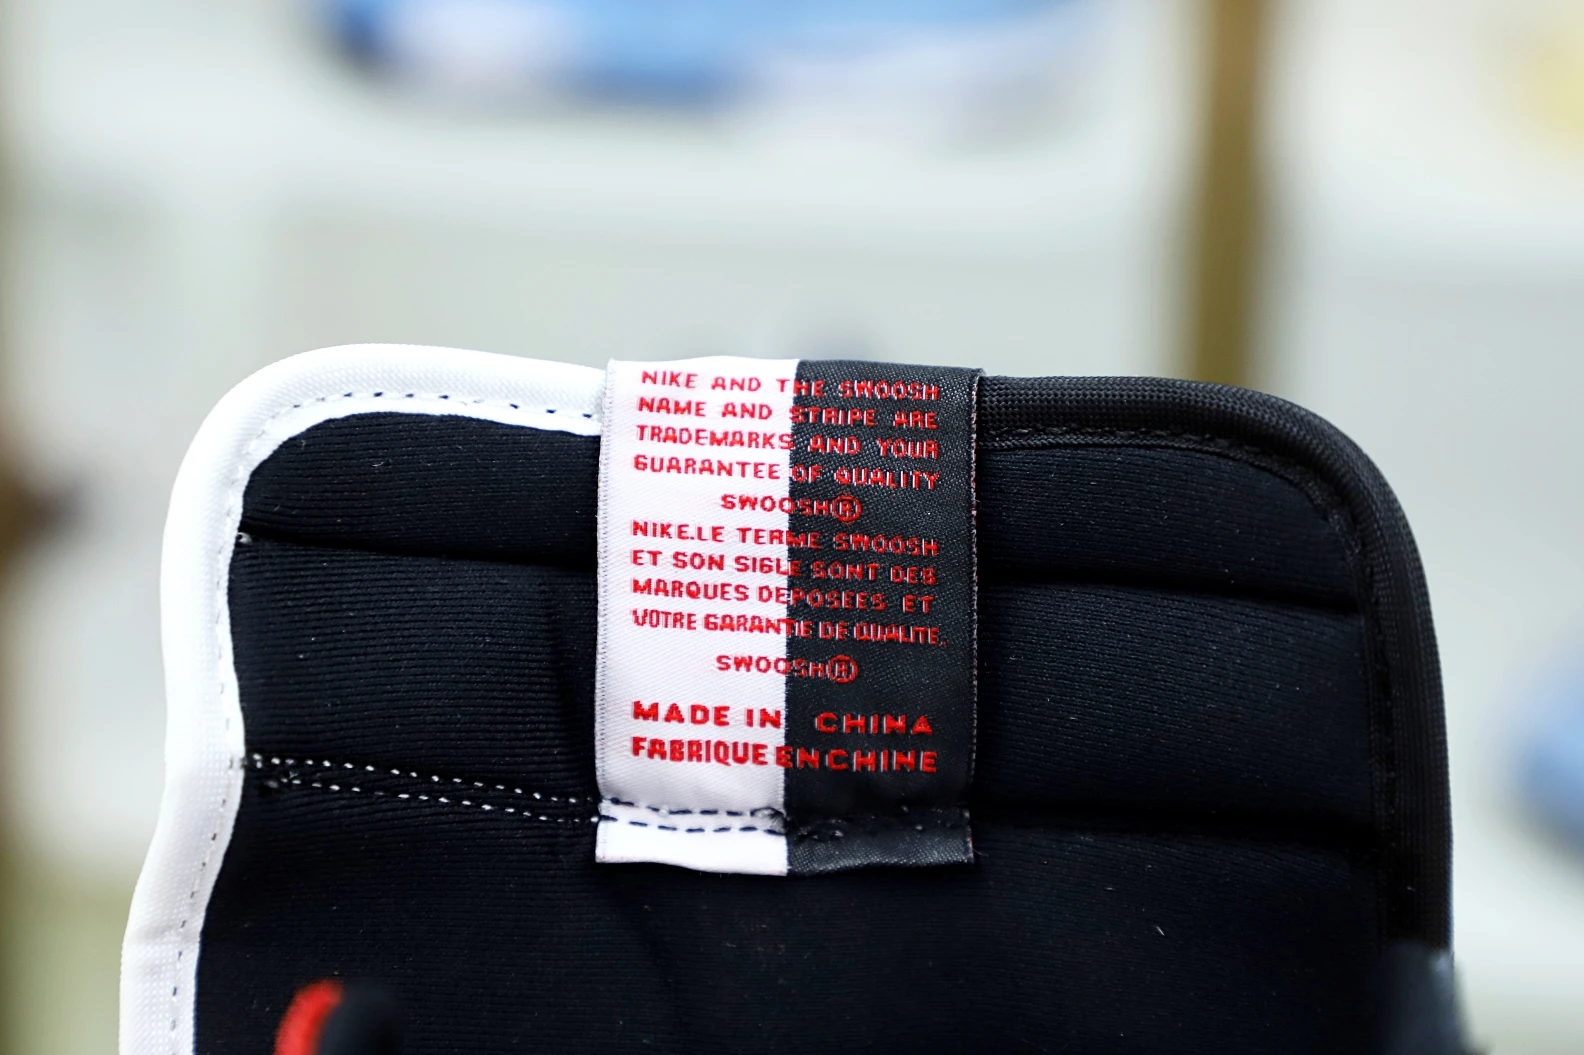 NIKE AND THE SWOOSH
NAME AND STRIPE ARE
TRADEMARKS AND YOUR
GUARANTEE OF QUALITY
SWOOSH®
NIKE.LE TERME SWOOSH
ET SON SIGLE SONT DES
MARQUES DEPOSEES ET
VOTRE GARANTIE DE QUALITE.
SWOOSH®
MADE IN CHINA
FABRIQUE EN CHINE